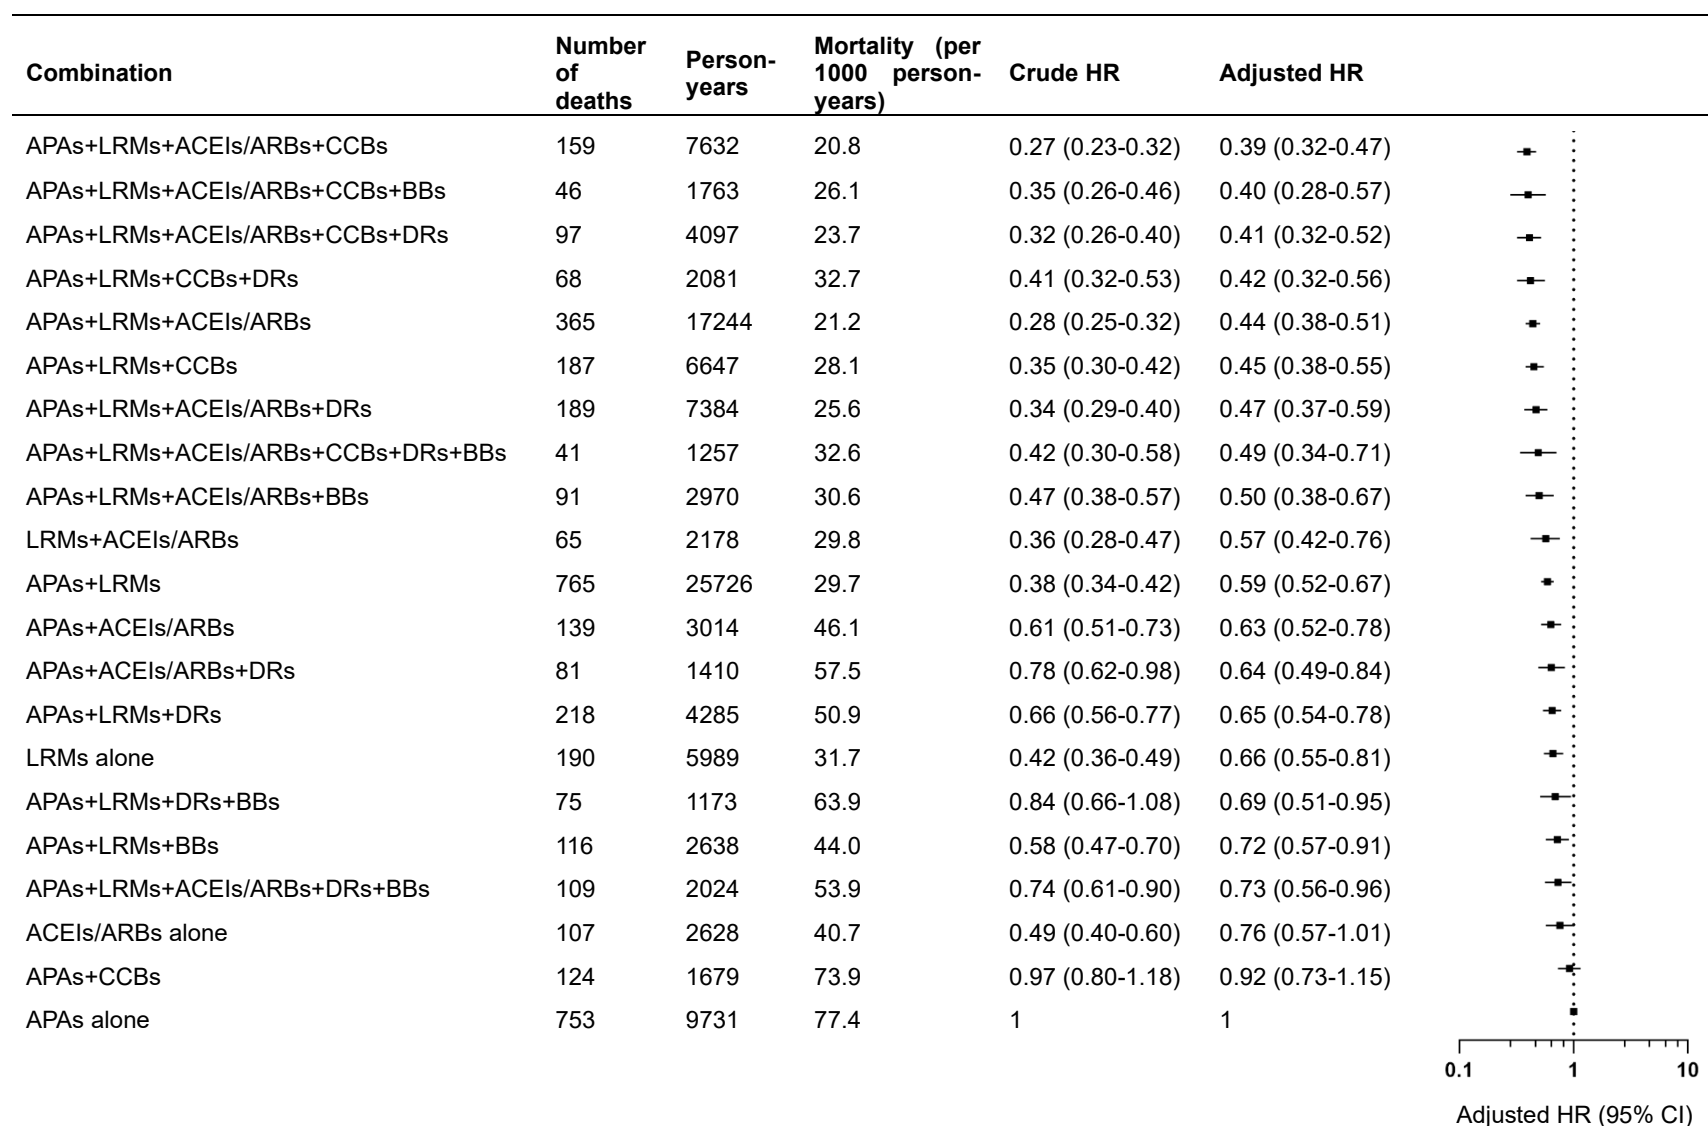 Combination Number of deaths Person-years Mortality (per 1000 person-years) Crude HR Adjusted HR
APAs+LRMs+ACEIs/ARBs+CCBs 159 7632 20.8 0.27 (0.23-0.32) 0.39 (0.32-0.47)
APAs+LRMs+ACEIs/ARBs+CCBs+BBs 46 1763 26.1 0.35 (0.26-0.46) 0.40 (0.28-0.57)
APAs+LRMs+ACEIs/ARBs+CCBs+DRs 97 4097 23.7 0.32 (0.26-0.40) 0.41 (0.32-0.52)
APAs+LRMs+CCBs+DRs 68 2081 32.7 0.41 (0.32-0.53) 0.42 (0.32-0.56)
APAs+LRMs+ACEIs/ARBs 365 17244 21.2 0.28 (0.25-0.32) 0.44 (0.38-0.51)
APAs+LRMs+CCBs 187 6647 28.1 0.35 (0.30-0.42) 0.45 (0.38-0.55)
APAs+LRMs+ACEIs/ARBs+DRs 189 7384 25.6 0.34 (0.29-0.40) 0.47 (0.37-0.59)
APAs+LRMs+ACEIs/ARBs+CCBs+DRs+BBs 41 1257 32.6 0.42 (0.30-0.58) 0.49 (0.34-0.71)
APAs+LRMs+ACEIs/ARBs+BBs 91 2970 30.6 0.47 (0.38-0.57) 0.50 (0.38-0.67)
LRMs+ACEIs/ARBs 65 2178 29.8 0.36 (0.28-0.47) 0.57 (0.42-0.76)
APAs+LRMs 765 25726 29.7 0.38 (0.34-0.42) 0.59 (0.52-0.67)
APAs+ACEIs/ARBs 139 3014 46.1 0.61 (0.51-0.73) 0.63 (0.52-0.78)
APAs+ACEIs/ARBs+DRs 81 1410 57.5 0.78 (0.62-0.98) 0.64 (0.49-0.84)
APAs+LRMs+DRs 218 4285 50.9 0.66 (0.56-0.77) 0.65 (0.54-0.78)
LRMs alone 190 5989 31.7 0.42 (0.36-0.49) 0.66 (0.55-0.81)
APAs+LRMs+DRs+BBs 75 1173 63.9 0.84 (0.66-1.08) 0.69 (0.51-0.95)
APAs+LRMs+BBs 116 2638 44.0 0.58 (0.47-0.70) 0.72 (0.57-0.91)
APAs+LRMs+ACEIs/ARBs+DRs+BBs 109 2024 53.9 0.74 (0.61-0.90) 0.73 (0.56-0.96)
ACEIs/ARBs alone 107 2628 40.7 0.49 (0.40-0.60) 0.76 (0.57-1.01)
APAs+CCBs 124 1679 73.9 0.97 (0.80-1.18) 0.92 (0.73-1.15)
APAs alone 753 9731 77.4 1 1
0.1 1 10
Adjusted HR (95% CI)